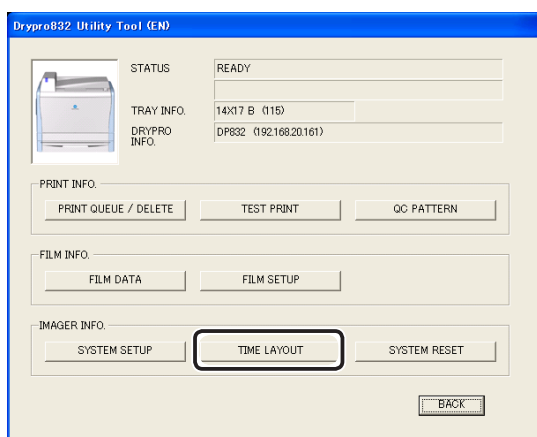 Drypro832 Utility Tool (EN)
STATUS READY
TRAY INFO. 14X17 B (115)
DRYPRO INFO. DP832 (192.168.20.161)
PRINT INFO.
PRINT QUEUE / DELETE TEST PRINT QC PATTERN
FILM INFO.
FILM DATA FILM SETUP
IMAGER INFO.
SYSTEM SETUP TIME LAYOUT SYSTEM RESET
BACK